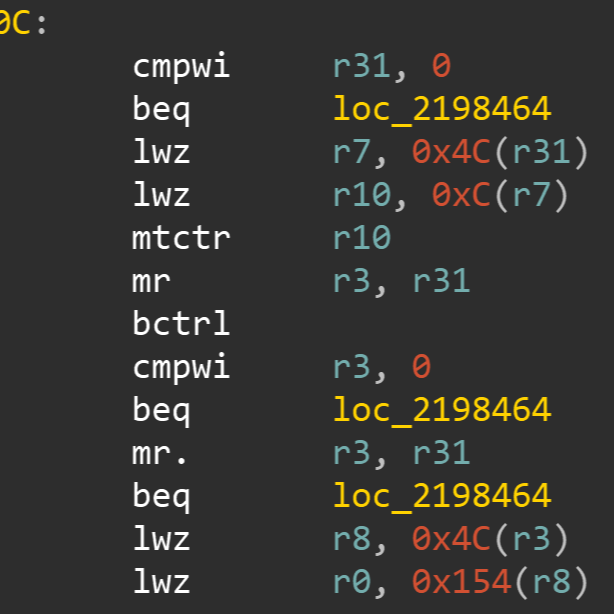 0C:
cmpwi r31, 0
beq loc_2198464
lwz r7, 0x4C(r31)
lwz r10, 0xC(r7)
mtctr r10
mr r3, r31
bctrl
cmpwi r3, 0
beq loc_2198464
mr. r3, r31
beq loc_2198464
lwz r8, 0x4C(r3)
lwz r0, 0x154(r8)